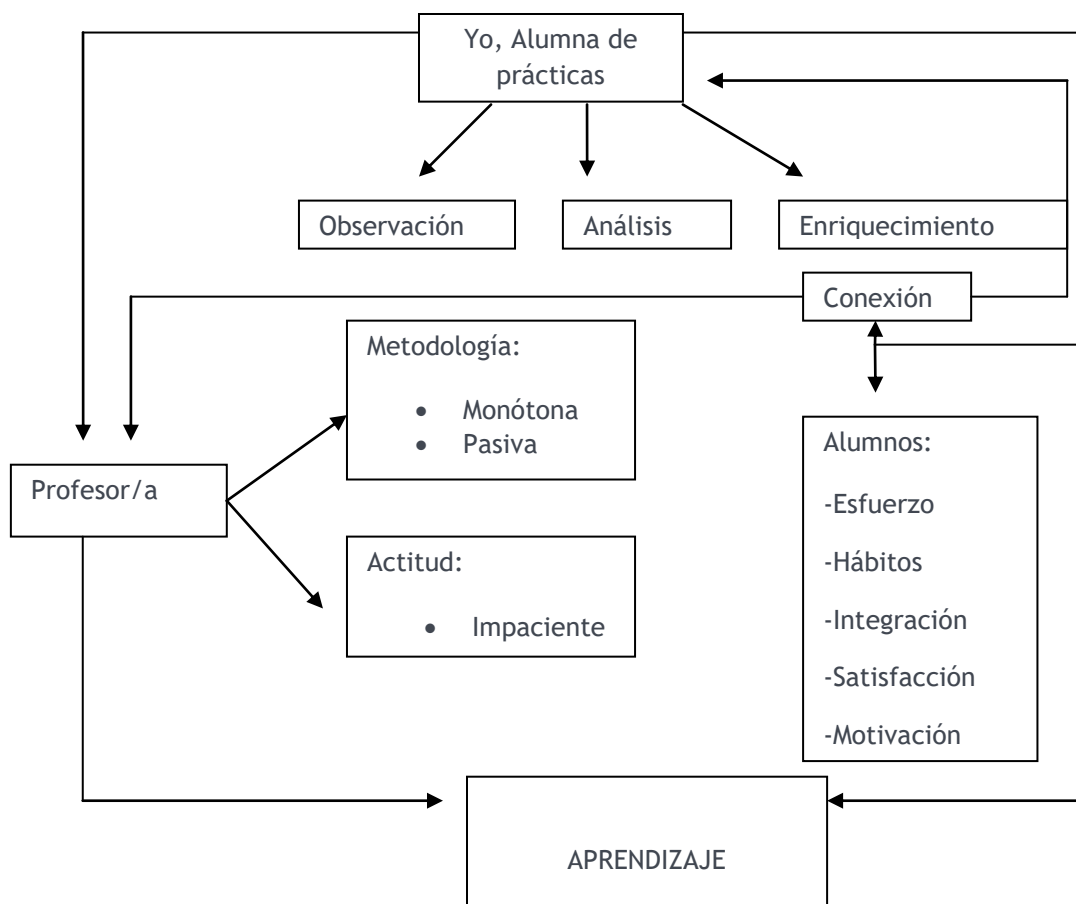 Yo, Alumna de
prácticas
Observación
Análisis
Enriquecimiento
Conexión
Metodología:
• Monótona
• Pasiva
Profesor/a
Actitud:
• Impaciente
Alumnos:
-Esfuerzo
-Hábitos
-Integración
-Satisfacción
-Motivación
APRENDIZAJE